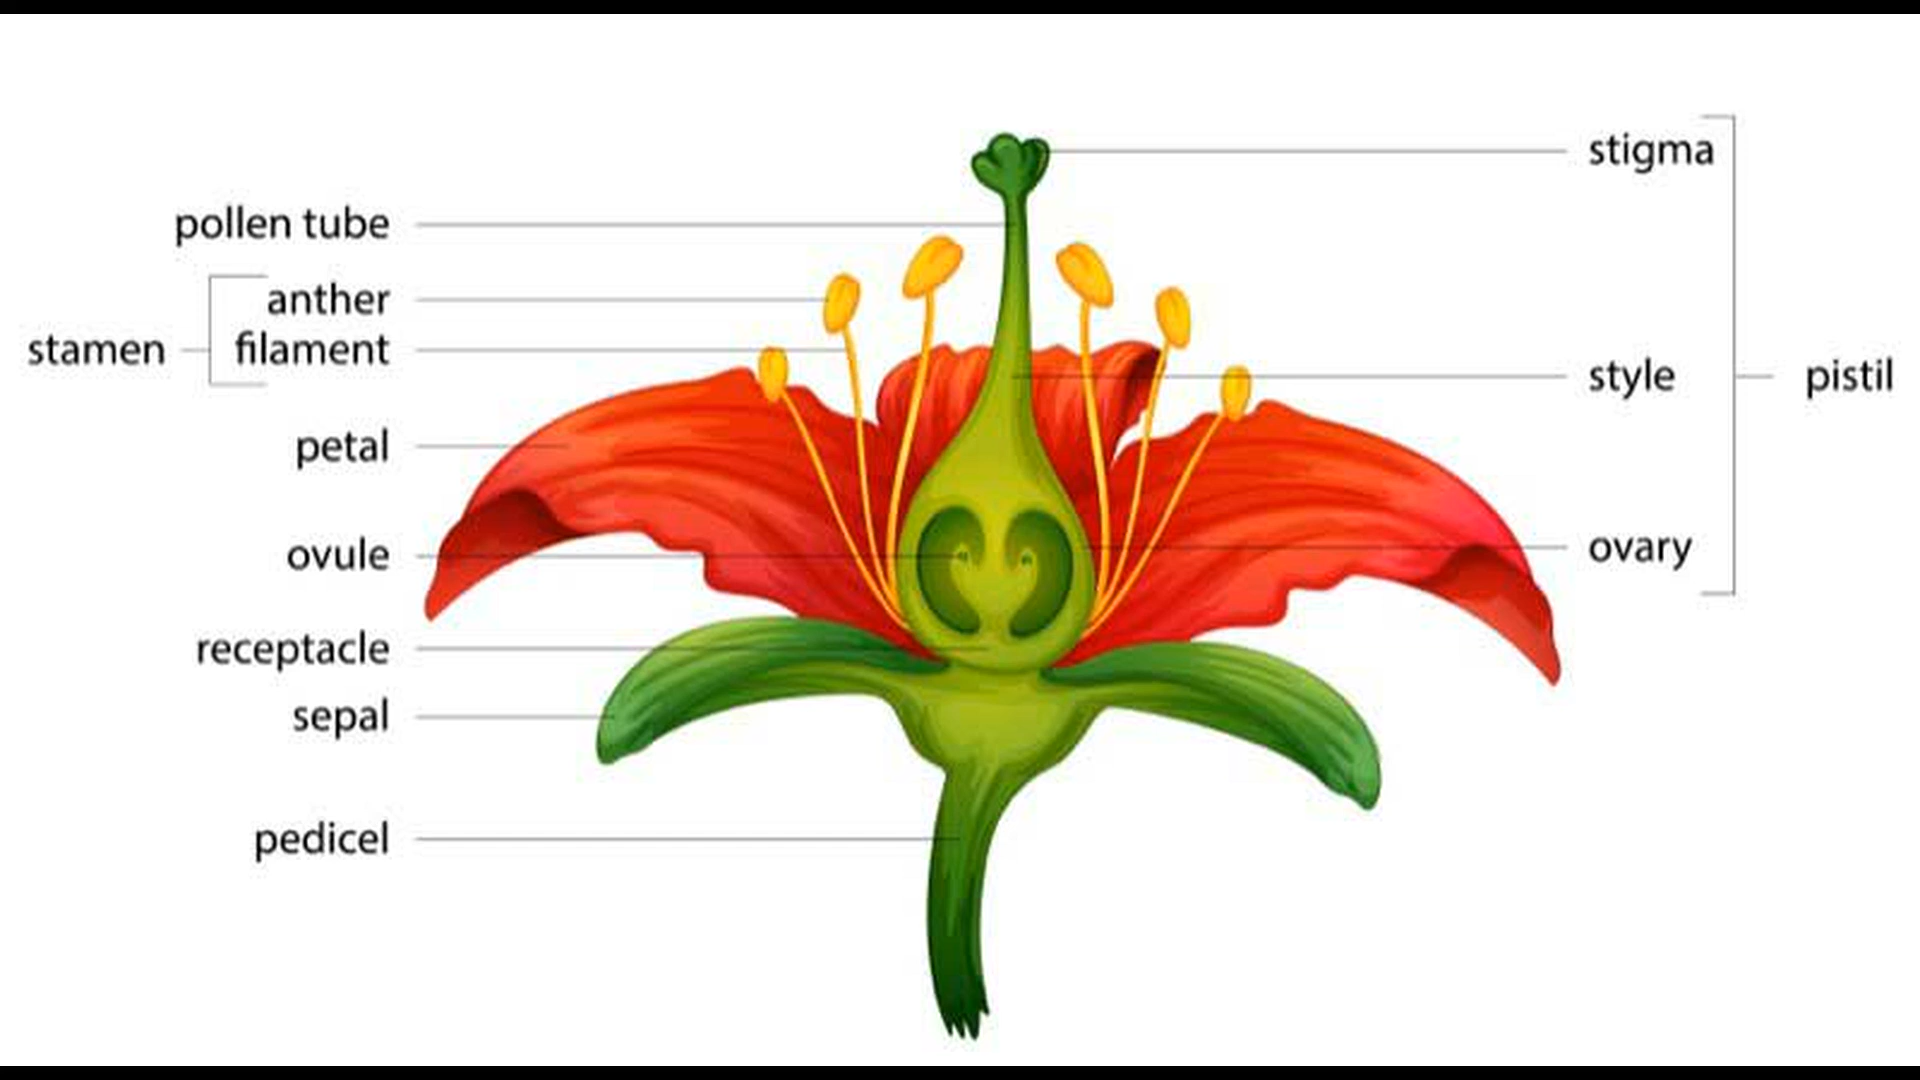 stigma
pollen tube
anther
stamen
filament
style
pistil
petal
ovary
ovule
receptacle
sepal
pedicel